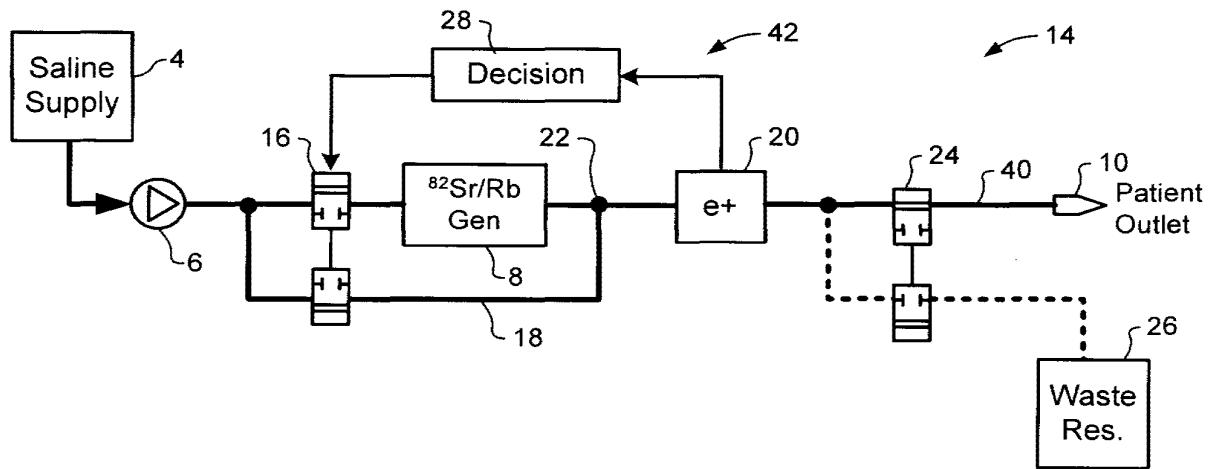 28
42
14
4
Saline
Supply
Decision
16
22
20
24
40
10
Patient
Outlet
⁸²Sr/Rb
Gen
e+
6
8
18
26
Waste
Res.